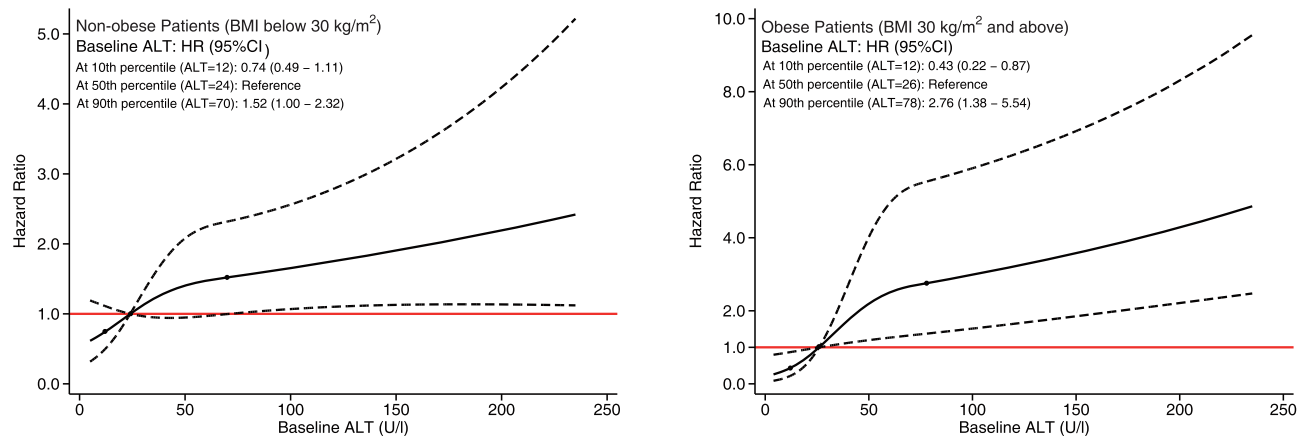 Non-obese Patients (BMI below 30 kg/m²)
Baseline ALT: HR (95%CI)
At 10th percentile (ALT=12): 0.74 (0.49 − 1.11)
At 50th percentile (ALT=24): Reference
At 90th percentile (ALT=70): 1.52 (1.00 − 2.32)
5.0
4.0
3.0
2.0
1.0
0.0
Hazard Ratio
0 50 100 150 200 250
Baseline ALT (U/l)
Obese Patients (BMI 30 kg/m² and above)
Baseline ALT: HR (95%CI)
At 10th percentile (ALT=12): 0.43 (0.22 − 0.87)
At 50th percentile (ALT=26): Reference
At 90th percentile (ALT=78): 2.76 (1.38 − 5.54)
10.0
8.0
6.0
4.0
2.0
1.0
0.0
Hazard Ratio
0 50 100 150 200 250
Baseline ALT (U/l)